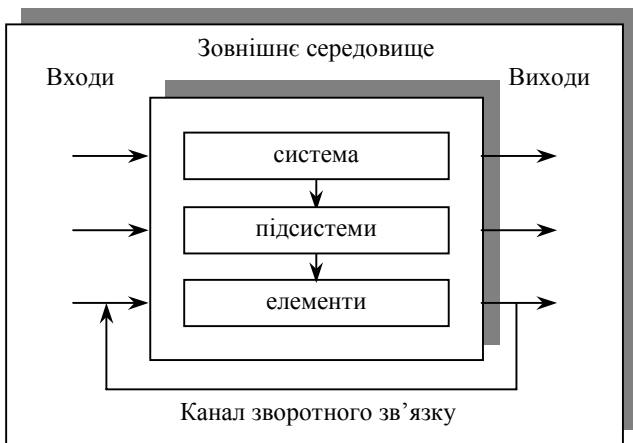 Зовнішнє середовище
Входи
Виходи
система
підсистеми
елементи
Канал зворотного зв’язку